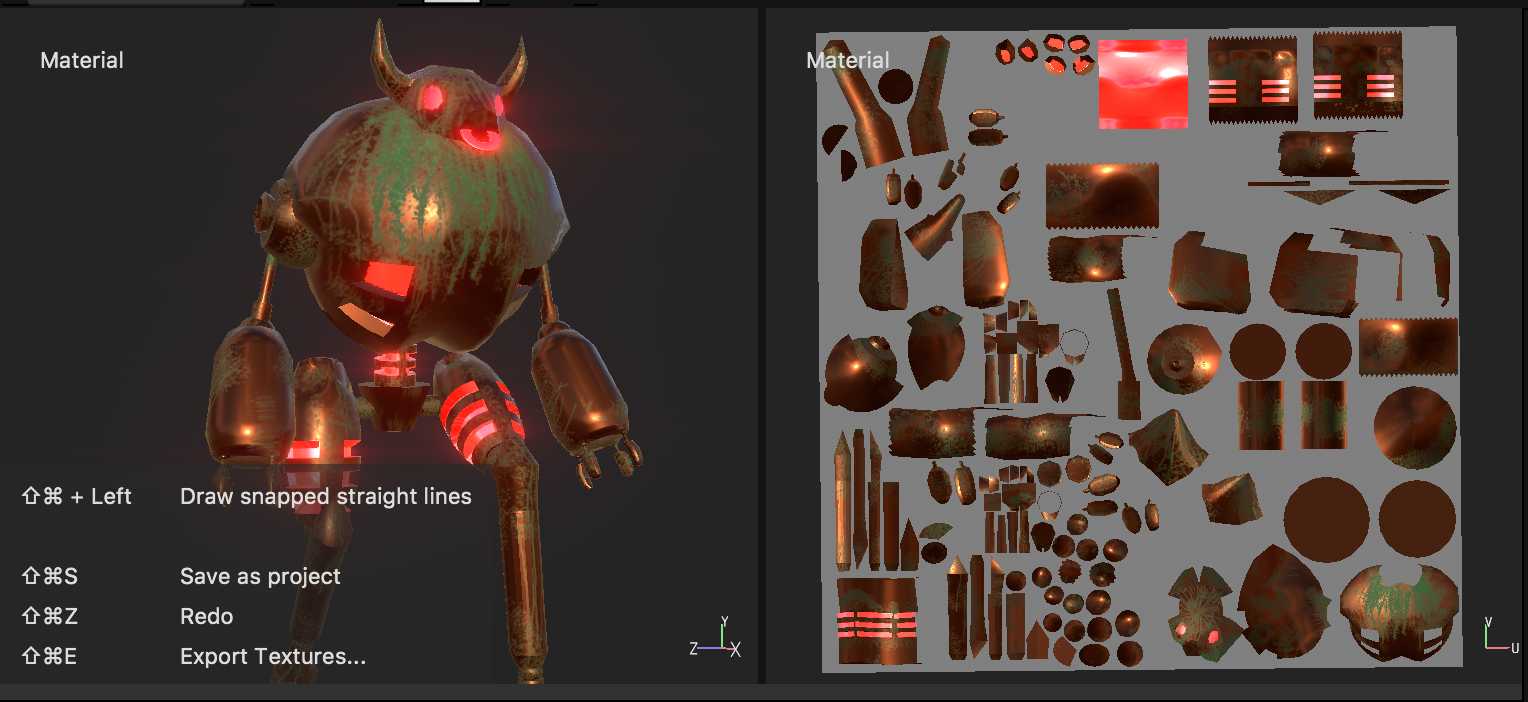 Material
Material
⇧⌘ + Left Draw snapped straight lines
⇧⌘S Save as project
⇧⌘Z Redo
⇧⌘E Export Textures...
Y
Z X
V
U